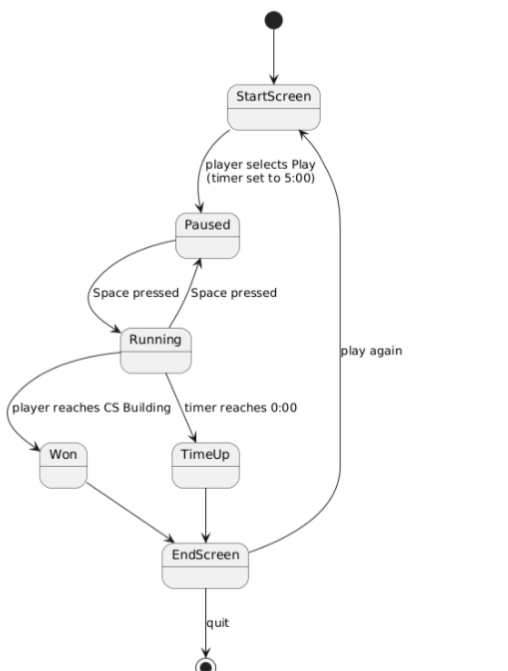 StartScreen
player selects Play
(timer set to 5:00)
Paused
Space pressed
Space pressed
Running
play again
player reaches CS Building
timer reaches 0:00
Won
TimeUp
EndScreen
quit